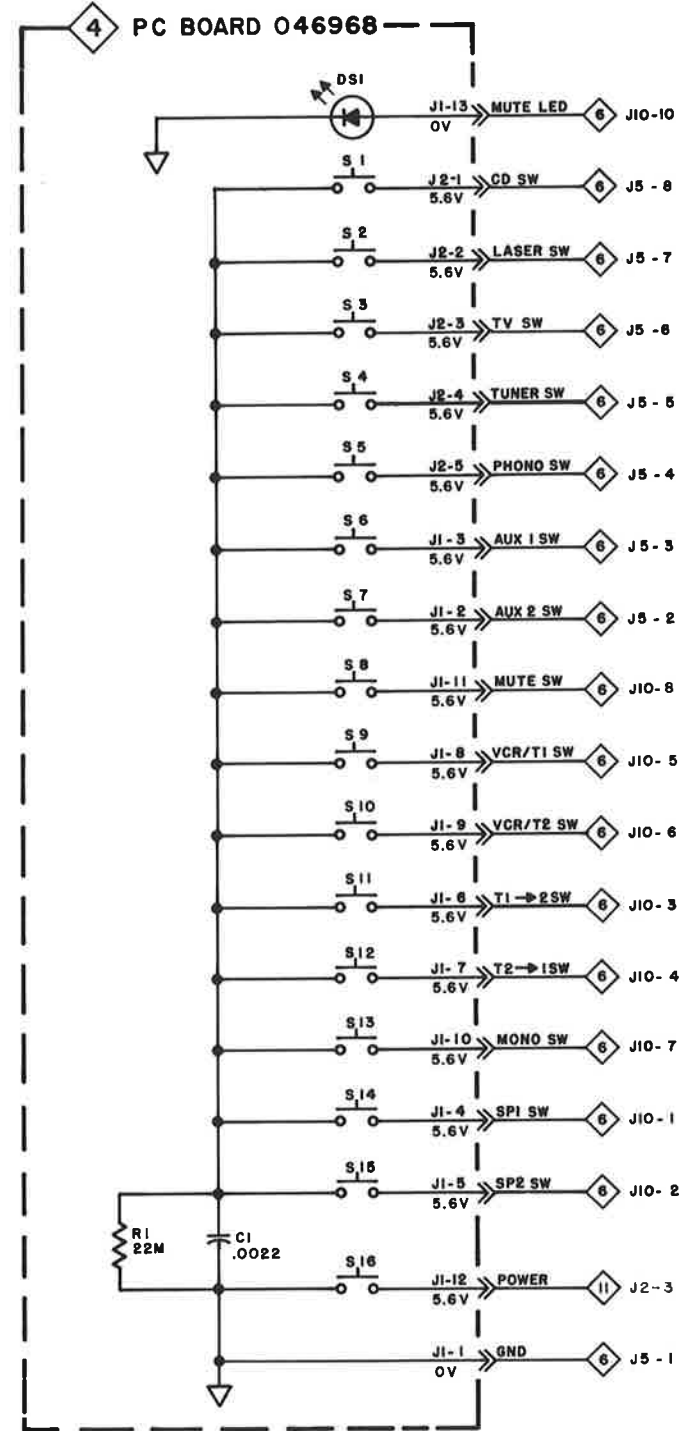 4 PC BOARD 046968
DS1
J1-13 MUTE LED 6 J10-10
0V
S1
J2-1 CD SW 6 J5-8
5.6V
S2
J2-2 LASER SW 6 J5-7
5.6V
S3
J2-3 TV SW 6 J5-6
5.6V
S4
J2-4 TUNER SW 6 J5-5
5.6V
S5
J2-5 PHONO SW 6 J5-4
5.6V
S6
J1-3 AUX 1 SW 6 J5-3
5.6V
S7
J1-2 AUX 2 SW 6 J5-2
5.6V
S8
J1-11 MUTE SW 6 J10-8
5.6V
S9
J1-8 VCR/T1 SW 6 J10-5
5.6V
S10
J1-9 VCR/T2 SW 6 J10-6
5.6V
S11
J1-6 T1→2SW 6 J10-3
5.6V
S12
J1-7 T2→1SW 6 J10-4
5.6V
S13
J1-10 MONO SW 6 J10-7
5.6V
S14
J1-4 SP1 SW 6 J10-1
5.6V
S15
J1-5 SP2 SW 6 J10-2
5.6V
R1
22M
C1
.0022
S16
J1-12 POWER 11 J2-3
5.6V
J1-1 GND 6 J5-1
0V